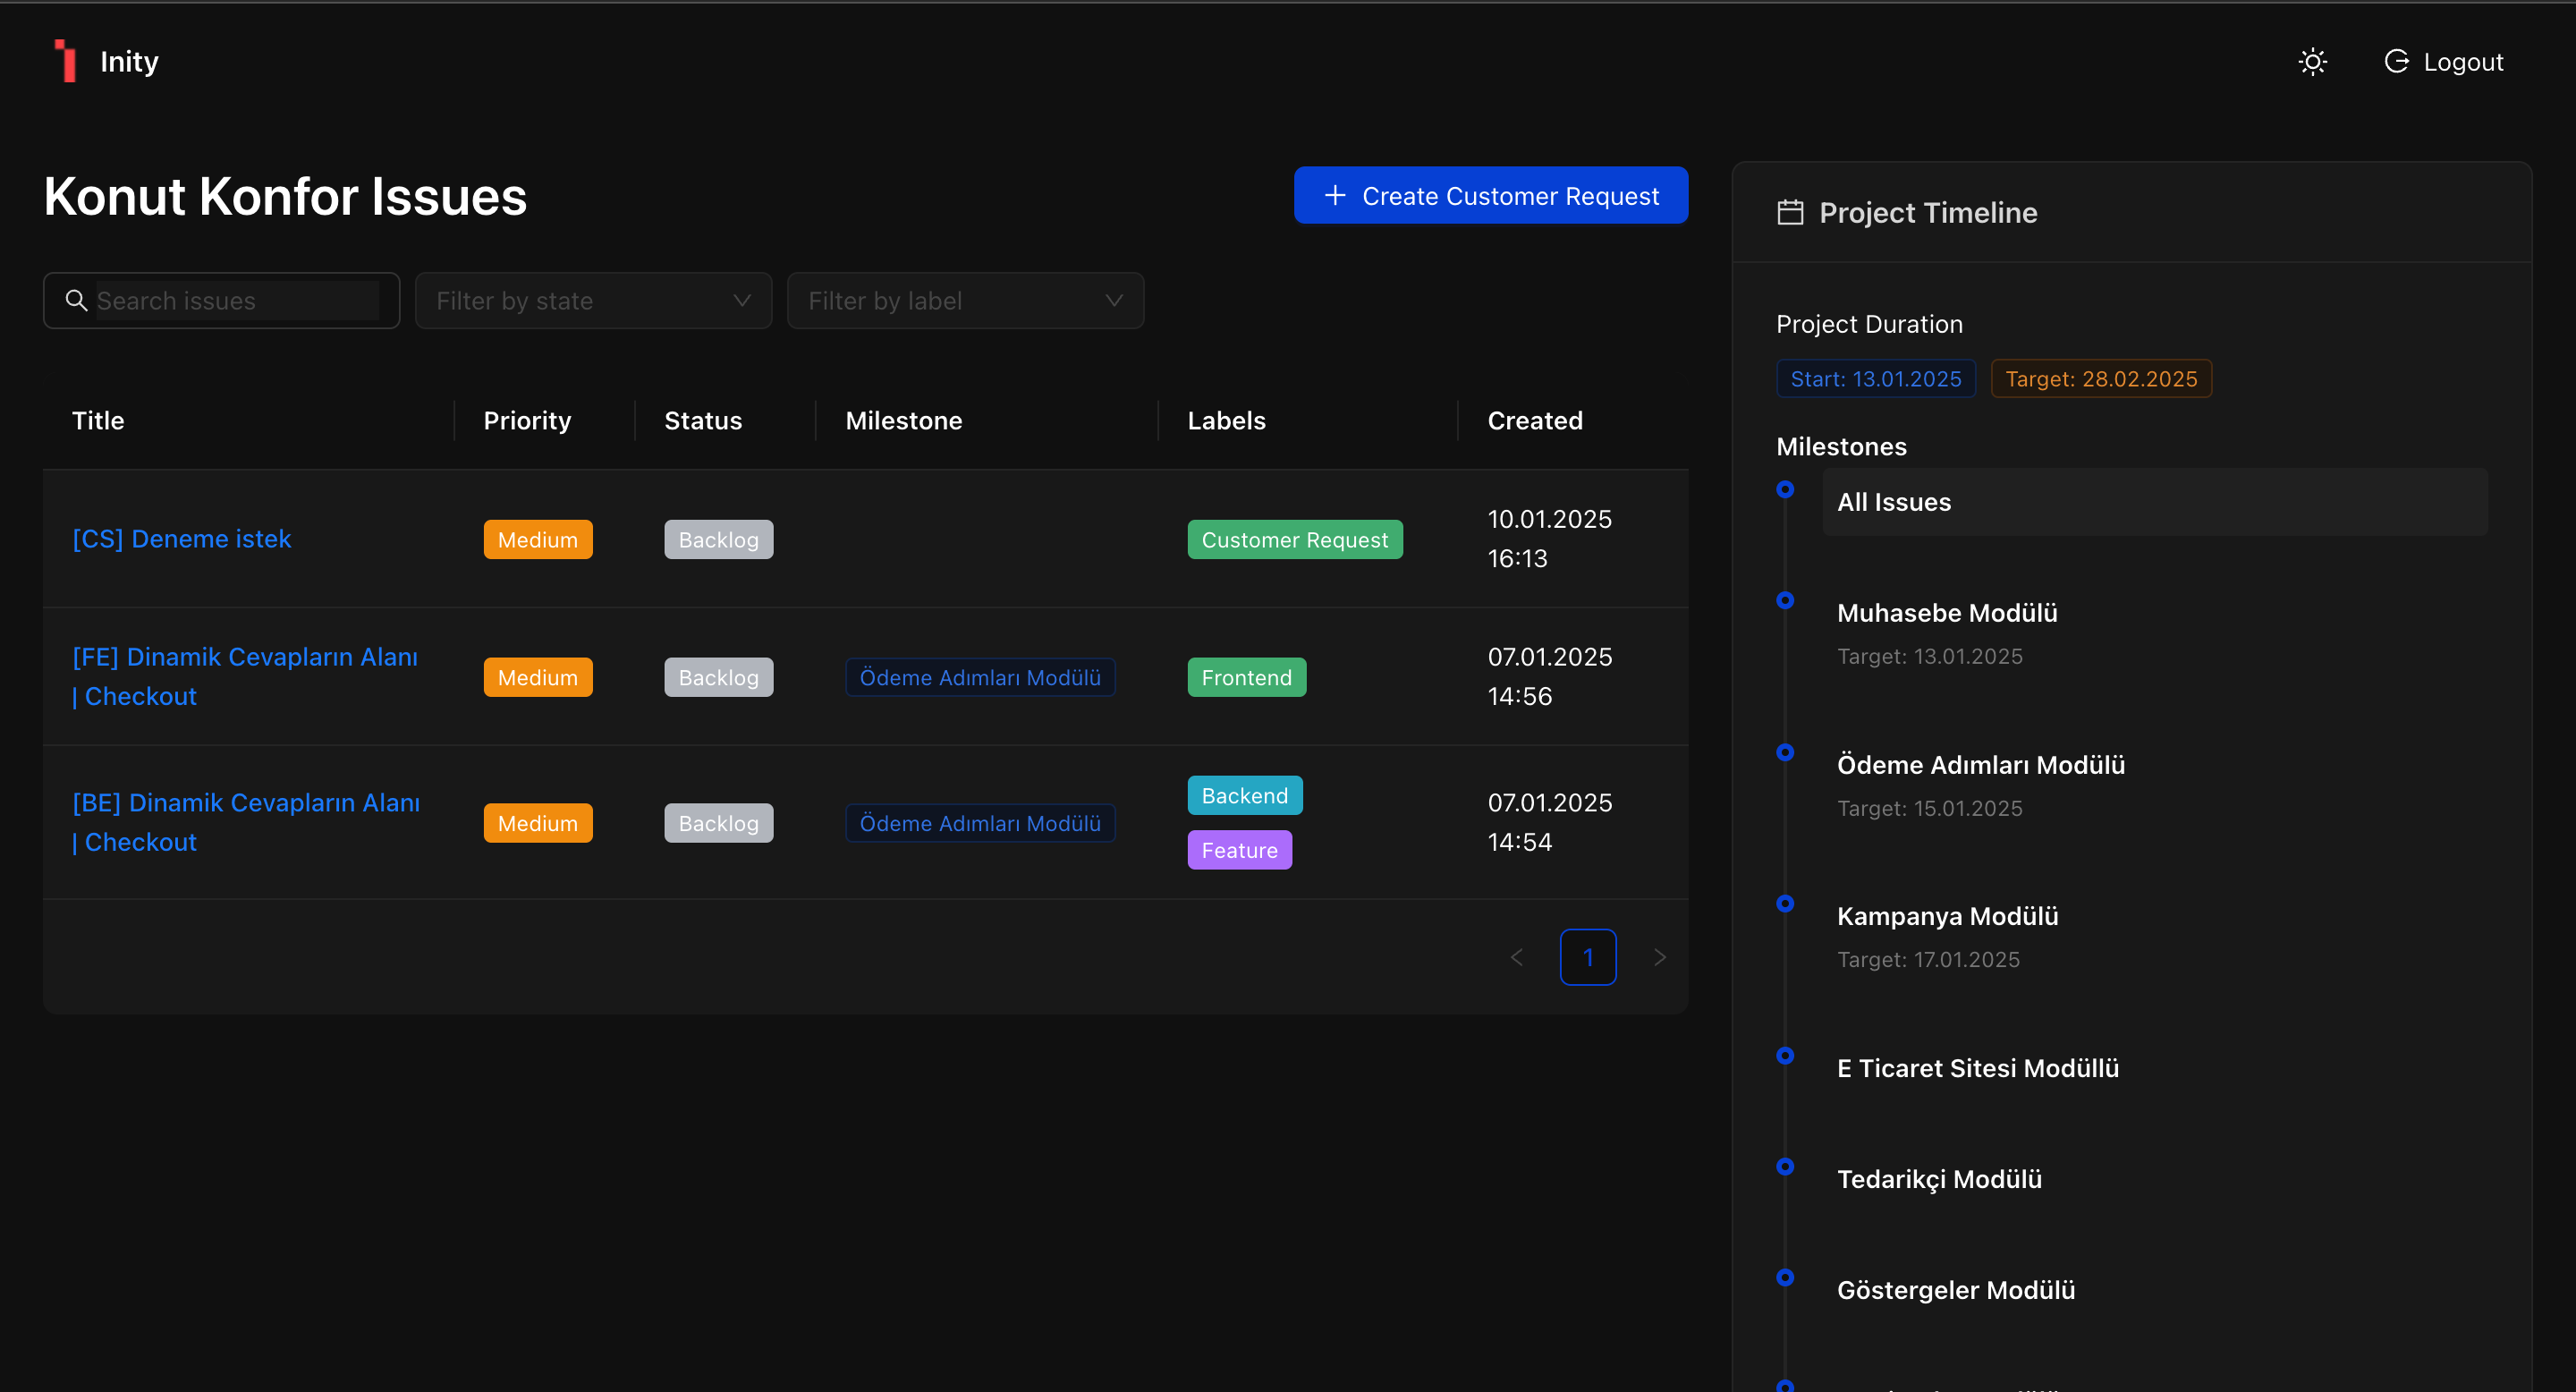 Inity
Logout
Konut Konfor Issues
Create Customer Request
Search issues
Filter by state
Filter by label
Title Priority Status Milestone Labels Created
[CS] Deneme istek Medium Backlog Customer Request 10.01.2025
16:13
[FE] Dinamik Cevapların Alanı
| Checkout
Medium Backlog Ödeme Adımları Modülü Frontend
07.01.2025
14:56
[BE] Dinamik Cevapların Alanı
| Checkout
Medium Backlog Ödeme Adımları Modülü
Backend
Feature
07.01.2025
14:54
1
Project Timeline
Project Duration
Start: 13.01.2025 Target: 28.02.2025
Milestones
All Issues
Muhasebe Modülü
Target: 13.01.2025
Ödeme Adımları Modülü
Target: 15.01.2025
Kampanya Modülü
Target: 17.01.2025
E Ticaret Sitesi Modüllü
Tedarikçi Modülü
Göstergeler Modülü